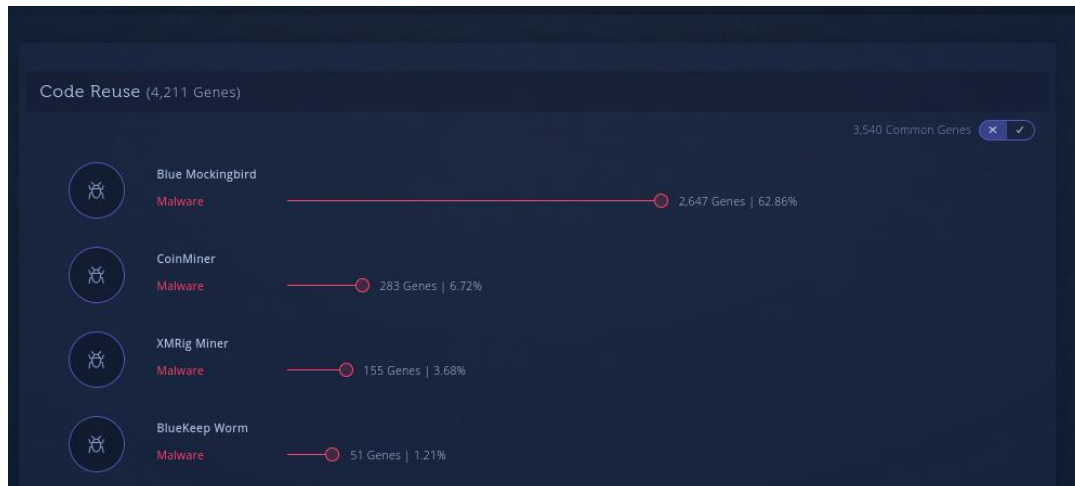 Code Reuse (4,211 Genes)
3,540 Common Genes
Blue Mockingbird
Malware 2,647 Genes | 62.86%
CoinMiner
Malware 283 Genes | 6.72%
XMRig Miner
Malware 155 Genes | 3.68%
BlueKeep Worm
Malware 51 Genes | 1.21%